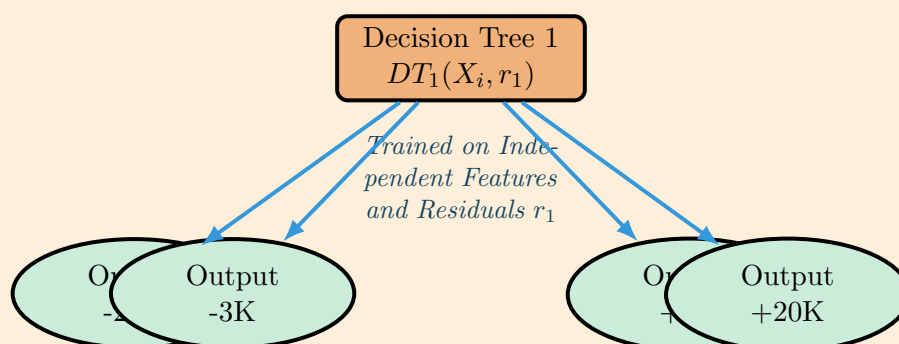 Decision Tree 1
DT₁(Xᵢ, r₁)
Trained on Inde-
pendent Features
and Residuals r₁
Output
-3K
Output
+20K